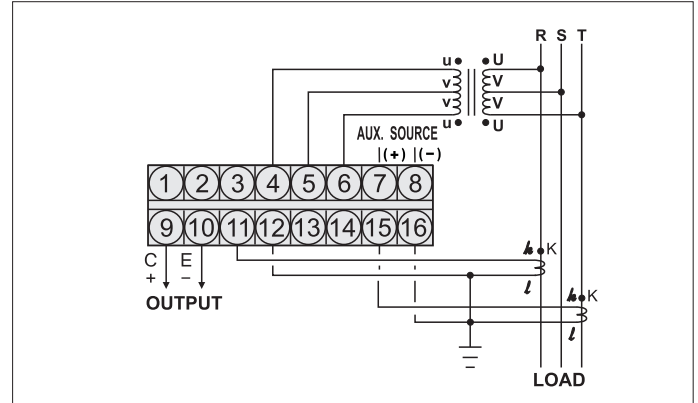 R S T
u U
v V
v V
u U
AUX. SOURCE
(+) (-)
1 2 3 4 5 6 7 8
9 10 11 12 13 14 15 16
C E
+ −
OUTPUT
k K
l
k K
l
LOAD